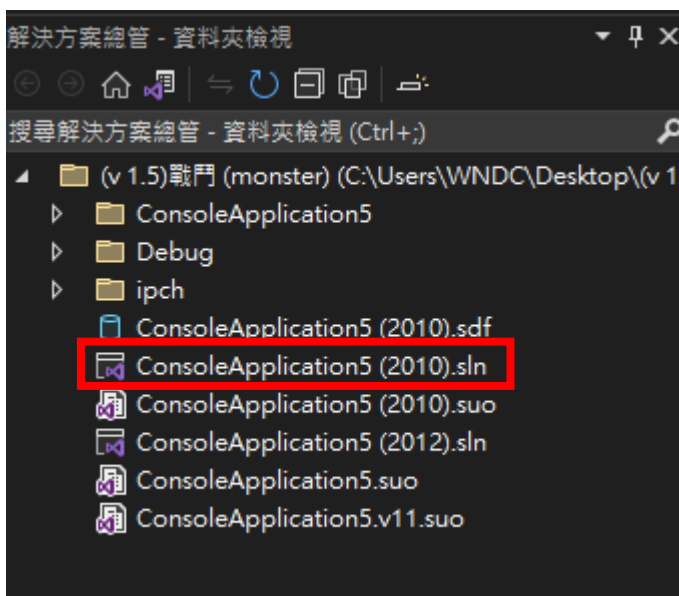 解決方案總管 - 資料夾檢視
搜尋解決方案總管 - 資料夾檢視 (Ctrl+;)
(v 1.5)戰鬥 (monster) (C:\Users\WNDC\Desktop\(v 1
ConsoleApplication5
Debug
ipch
ConsoleApplication5 (2010).sdf
ConsoleApplication5 (2010).sln
ConsoleApplication5 (2010).suo
ConsoleApplication5 (2012).sln
ConsoleApplication5.suo
ConsoleApplication5.v11.suo